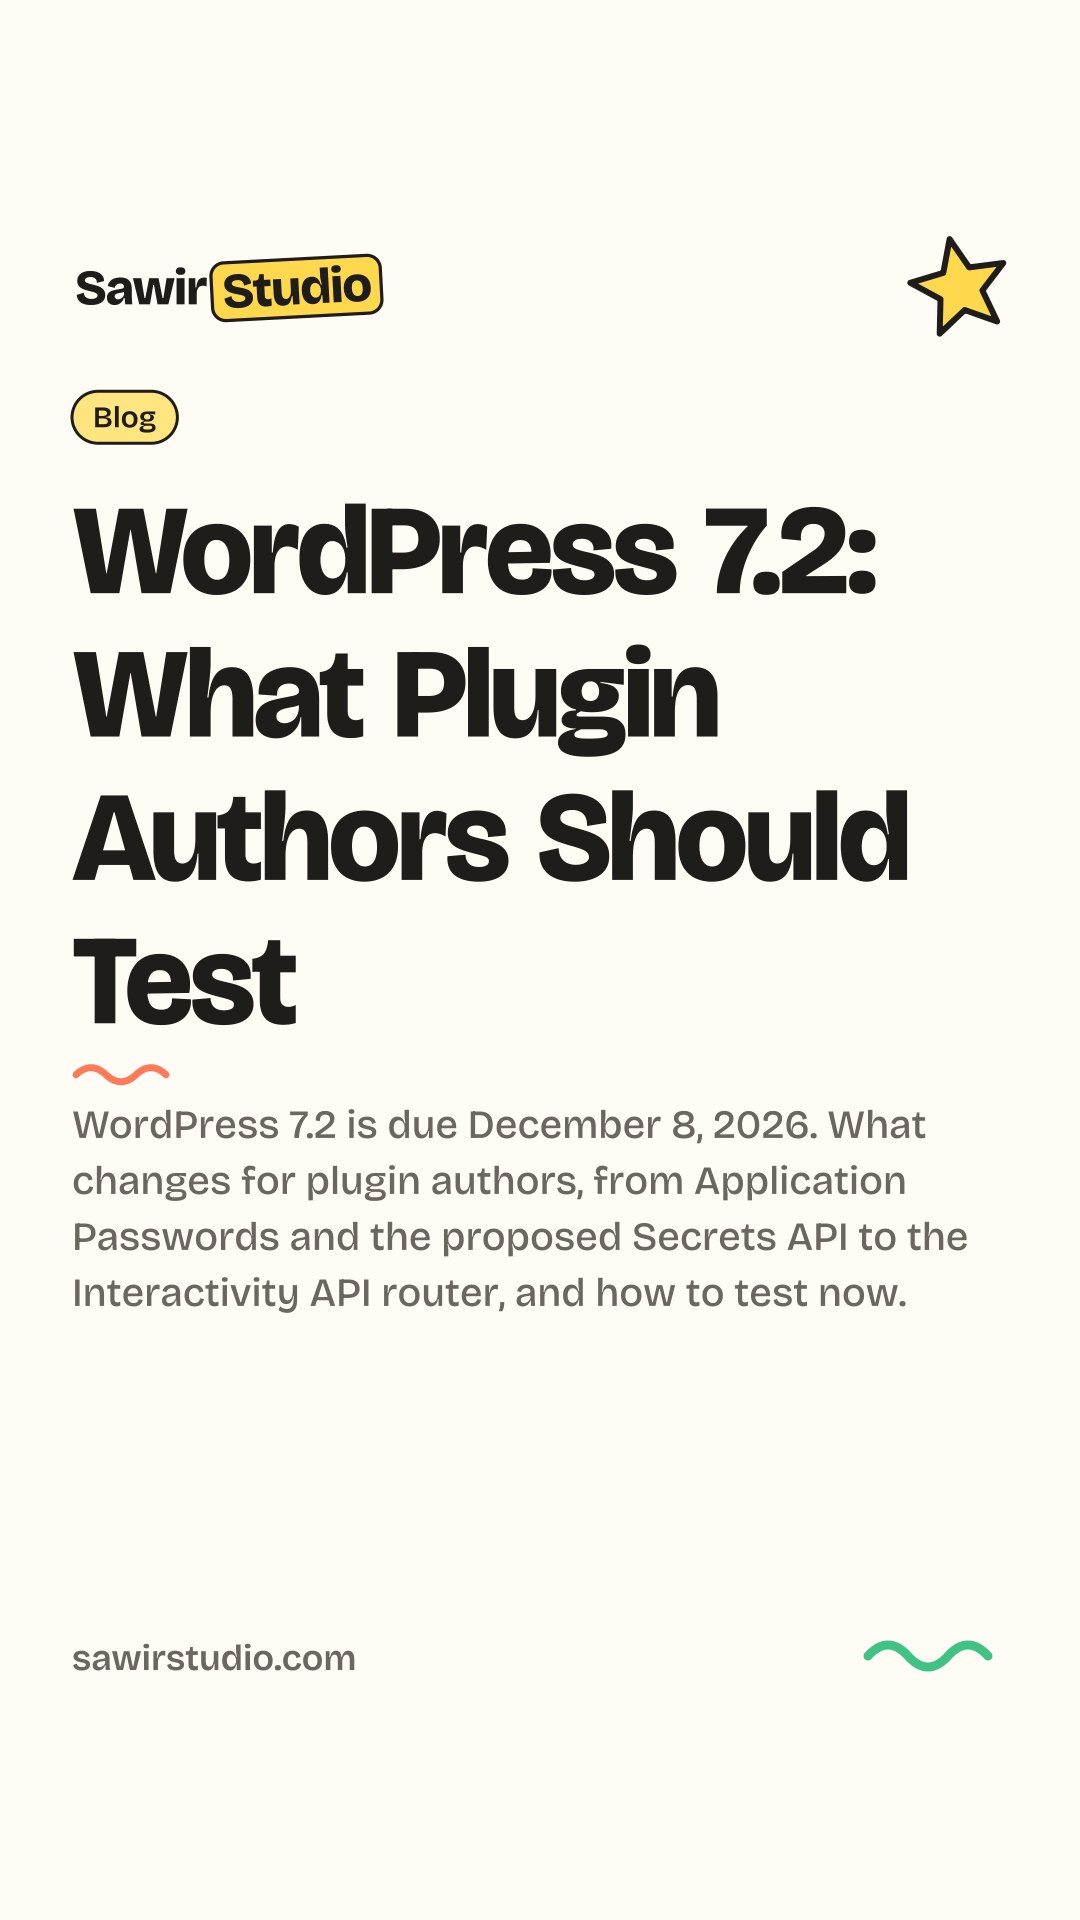 Sawir Studio
Blog
WordPress 7.2:
What Plugin
Authors Should
Test
WordPress 7.2 is due December 8, 2026. What
changes for plugin authors, from Application
Passwords and the proposed Secrets API to the
Interactivity API router, and how to test now.
sawirstudio.com